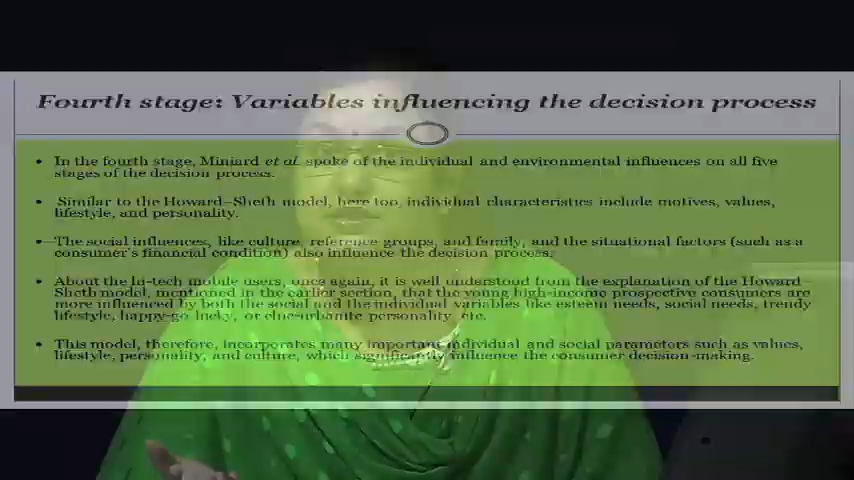 Fourth stage: Variables influencing the decision process
• In the fourth stage, Miniard et al. spoke of the individual and environmental influences on all five
stages of the decision process.
• Similar to the Howard–Sheth model, here too, individual characteristics include motives, values,
lifestyle, and personality.
• The social influences, like culture, reference groups, and family, and the situational factors (such as a
consumer's financial condition) also influence the decision process.
• About the hi-tech mobile users, once again, it is well understood from the explanation of the Howard–
Sheth model, mentioned in the earlier section, that the young high-income prospective consumers are
more influenced by both the social and the individual variables like esteem needs, social needs, trendy
lifestyle, happy-go lucky, or chic-urbanite personality etc.
• This model, therefore, incorporates many important individual and social parameters such as values,
lifestyle, personality, and culture, which significantly influence the consumer decision-making.